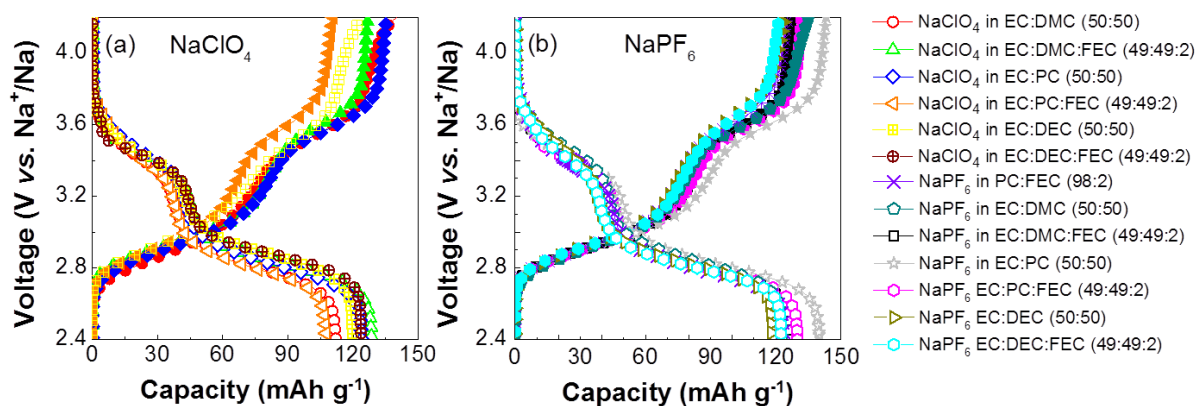 (a) NaClO₄
(b) NaPF₆
4.0
3.6
3.2
2.8
2.4
Voltage (V vs. Na⁺/Na)
0 30 60 90 120 150
Capacity (mAh g⁻¹)
4.0
3.6
3.2
2.8
2.4
Voltage (V vs. Na⁺/Na)
0 30 60 90 120 150
Capacity (mAh g⁻¹)
NaClO₄ in EC:DMC (50:50)
NaClO₄ in EC:DMC:FEC (49:49:2)
NaClO₄ in EC:PC (50:50)
NaClO₄ in EC:PC:FEC (49:49:2)
NaClO₄ in EC:DEC (50:50)
NaClO₄ in EC:DEC:FEC (49:49:2)
NaPF₆ in PC:FEC (98:2)
NaPF₆ in EC:DMC (50:50)
NaPF₆ in EC:DMC:FEC (49:49:2)
NaPF₆ in EC:PC (50:50)
NaPF₆ EC:PC:FEC (49:49:2)
NaPF₆ EC:DEC (50:50)
NaPF₆ EC:DEC:FEC (49:49:2)